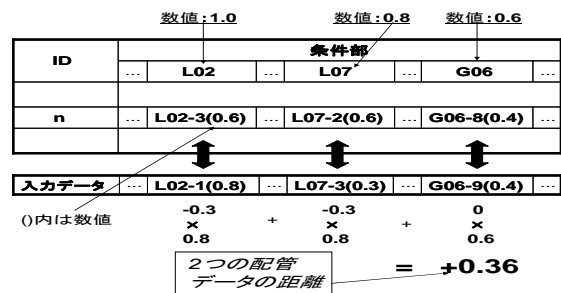 数値:1.0 数値:0.8 数値:0.6
ID 条件部
... L02 ... L07 ... G06 ...
n ... L02-3(0.6) ... L07-2(0.6) ... G06-8(0.4) ...
入力データ ... L02-1(0.8) ... L07-3(0.3) ... G06-9(0.4) ...
()内は数値
-0.3 + -0.3 + 0
× × ×
0.8 0.8 0.6
2つの配管
データの距離
= +0.36